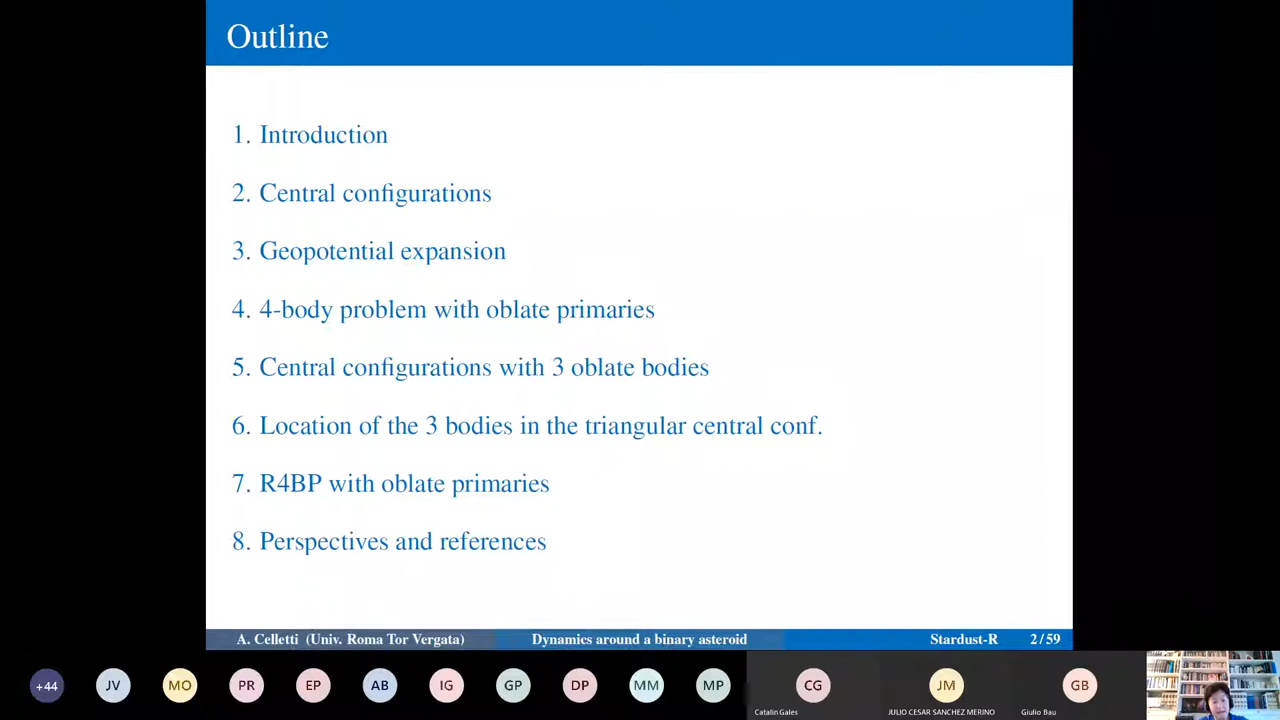 Outline
1. Introduction
2. Central configurations
3. Geopotential expansion
4. 4-body problem with oblate primaries
5. Central configurations with 3 oblate bodies
6. Location of the 3 bodies in the triangular central conf.
7. R4BP with oblate primaries
8. Perspectives and references
A. Celletti (Univ. Roma Tor Vergata) Dynamics around a binary asteroid Stardust-R 2 / 59
+44 JV MO PR EP AB IG GP DP MM MP CG JM GB
Catalin Gales JULIO CESAR SANCHEZ MERINO Giulio Bau